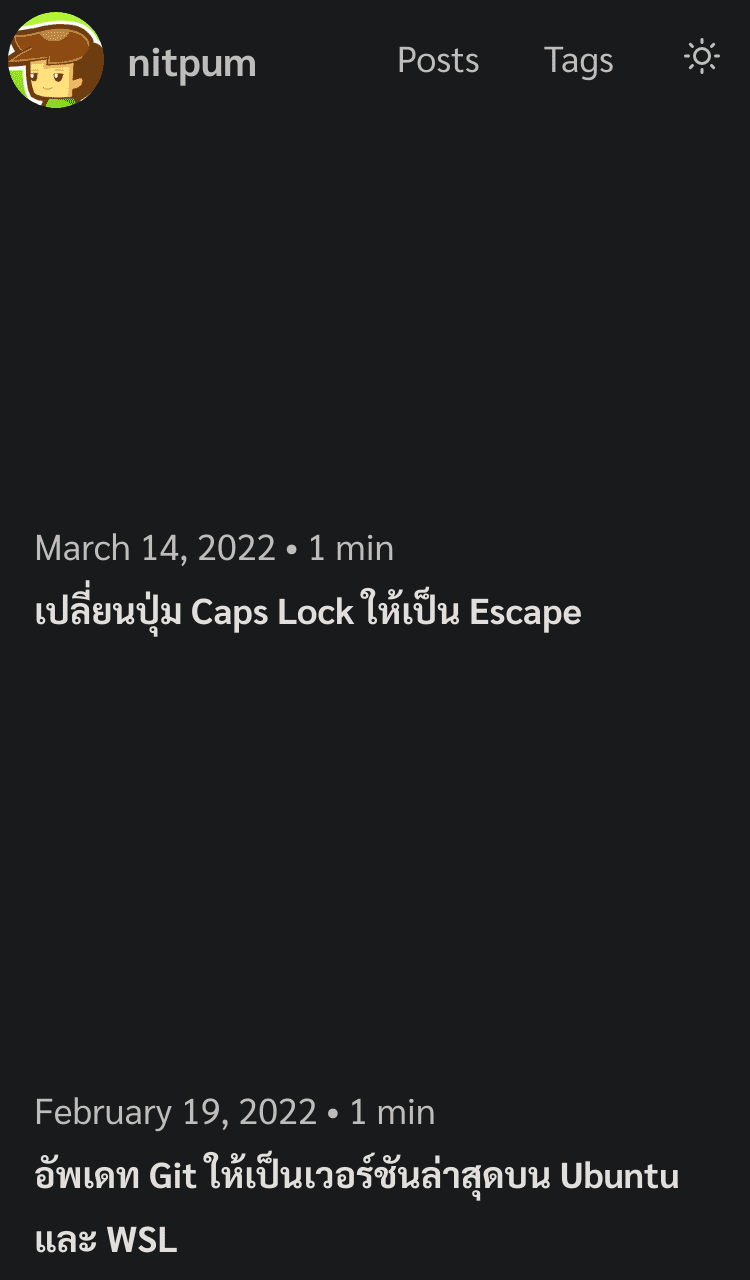 nitpum
Posts
Tags
March 14, 2022 • 1 min
เปลี่ยนปุ่ม Caps Lock ให้เป็น Escape
February 19, 2022 • 1 min
อัพเดท Git ให้เป็นเวอร์ชันล่าสุดบน Ubuntu
และ WSL